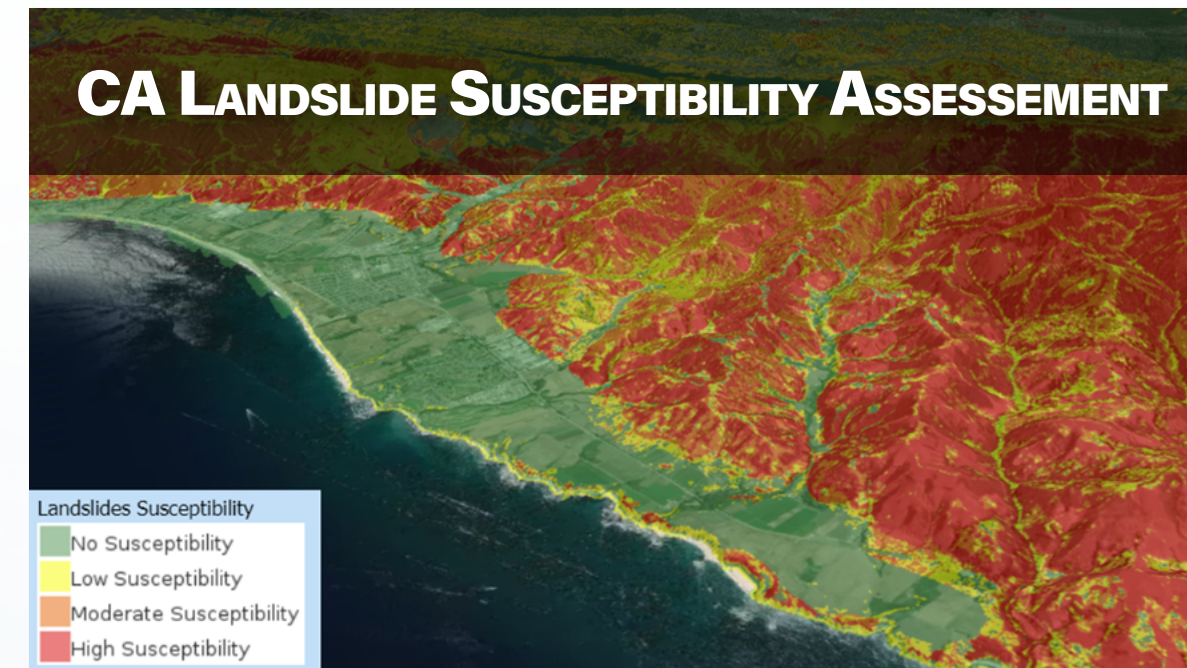 CA LANDSLIDE SUSCEPTIBILITY ASSESSEMENT
Landslides Susceptibility
No Susceptibility
Low Susceptibility
Moderate Susceptibility
High Susceptibility